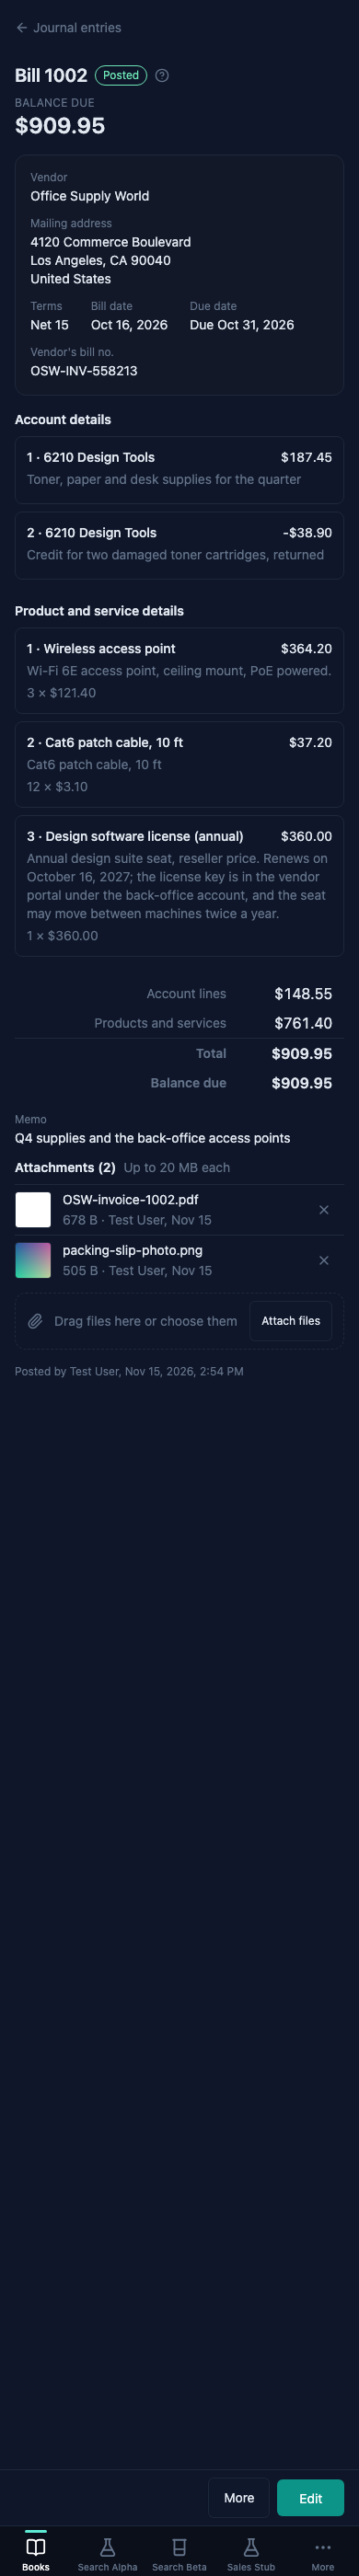 ← Journal entries
Bill 1002 Posted ?
BALANCE DUE
$909.95
Vendor
Office Supply World
Mailing address
4120 Commerce Boulevard
Los Angeles, CA 90040
United States
Terms Bill date Due date
Net 15 Oct 16, 2026 Due Oct 31, 2026
Vendor's bill no.
OSW-INV-558213
Account details
1 · 6210 Design Tools $187.45
Toner, paper and desk supplies for the quarter
2 · 6210 Design Tools -$38.90
Credit for two damaged toner cartridges, returned
Product and service details
1 · Wireless access point $364.20
Wi-Fi 6E access point, ceiling mount, PoE powered.
3 × $121.40
2 · Cat6 patch cable, 10 ft $37.20
Cat6 patch cable, 10 ft
12 × $3.10
3 · Design software license (annual) $360.00
Annual design suite seat, reseller price. Renews on
October 16, 2027; the license key is in the vendor
portal under the back-office account, and the seat
may move between machines twice a year.
1 × $360.00
Account lines $148.55
Products and services $761.40
Total $909.95
Balance due $909.95
Memo
Q4 supplies and the back-office access points
Attachments (2) Up to 20 MB each
OSW-invoice-1002.pdf
678 B · Test User, Nov 15
packing-slip-photo.png
505 B · Test User, Nov 15
Drag files here or choose them Attach files
Posted by Test User, Nov 15, 2026, 2:54 PM
More Edit
Books Search Alpha Search Beta Sales Stub More